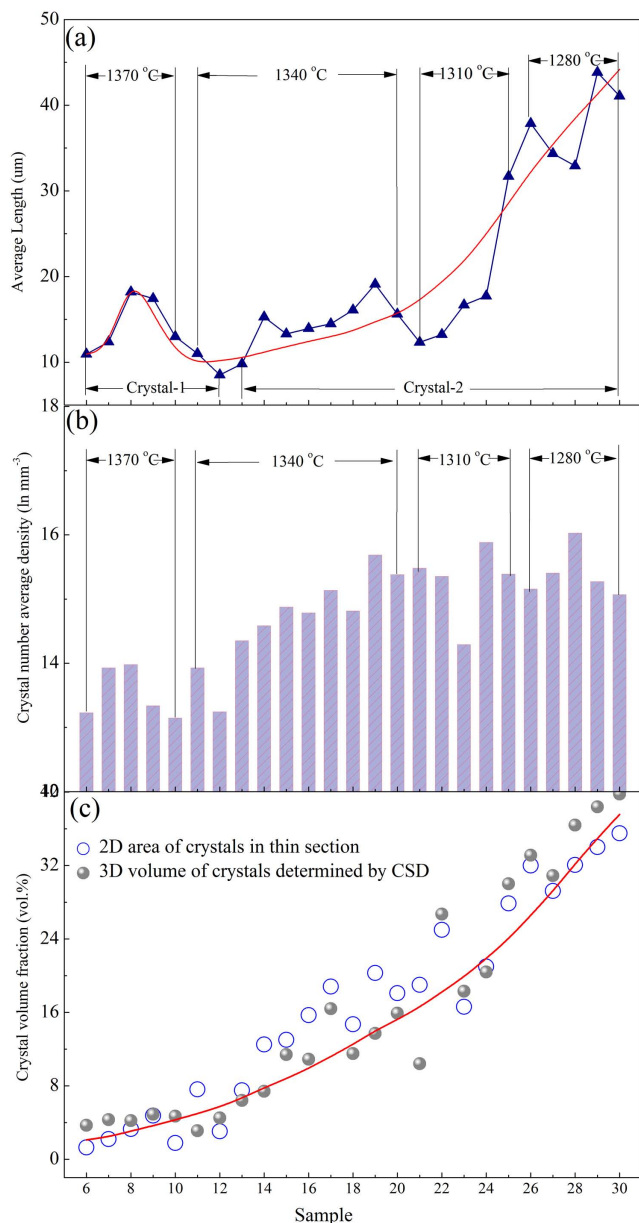 50
(a)
1370 °C
1340 °C
1310 °C
1280 °C
40
30
20
10
Average Length (um)
Crystal-1
Crystal-2
18
(b)
1370 °C
1340 °C
1310 °C
1280 °C
16
14
Crystal number average density (ln mm⁻³)
12
40
(c)
2D area of crystals in thin section
3D volume of crystals determined by CSD
32
24
16
8
0
Crystal volume fraction (vol.%)
6 8 10 12 14 16 18 20 22 24 26 28 30
Sample